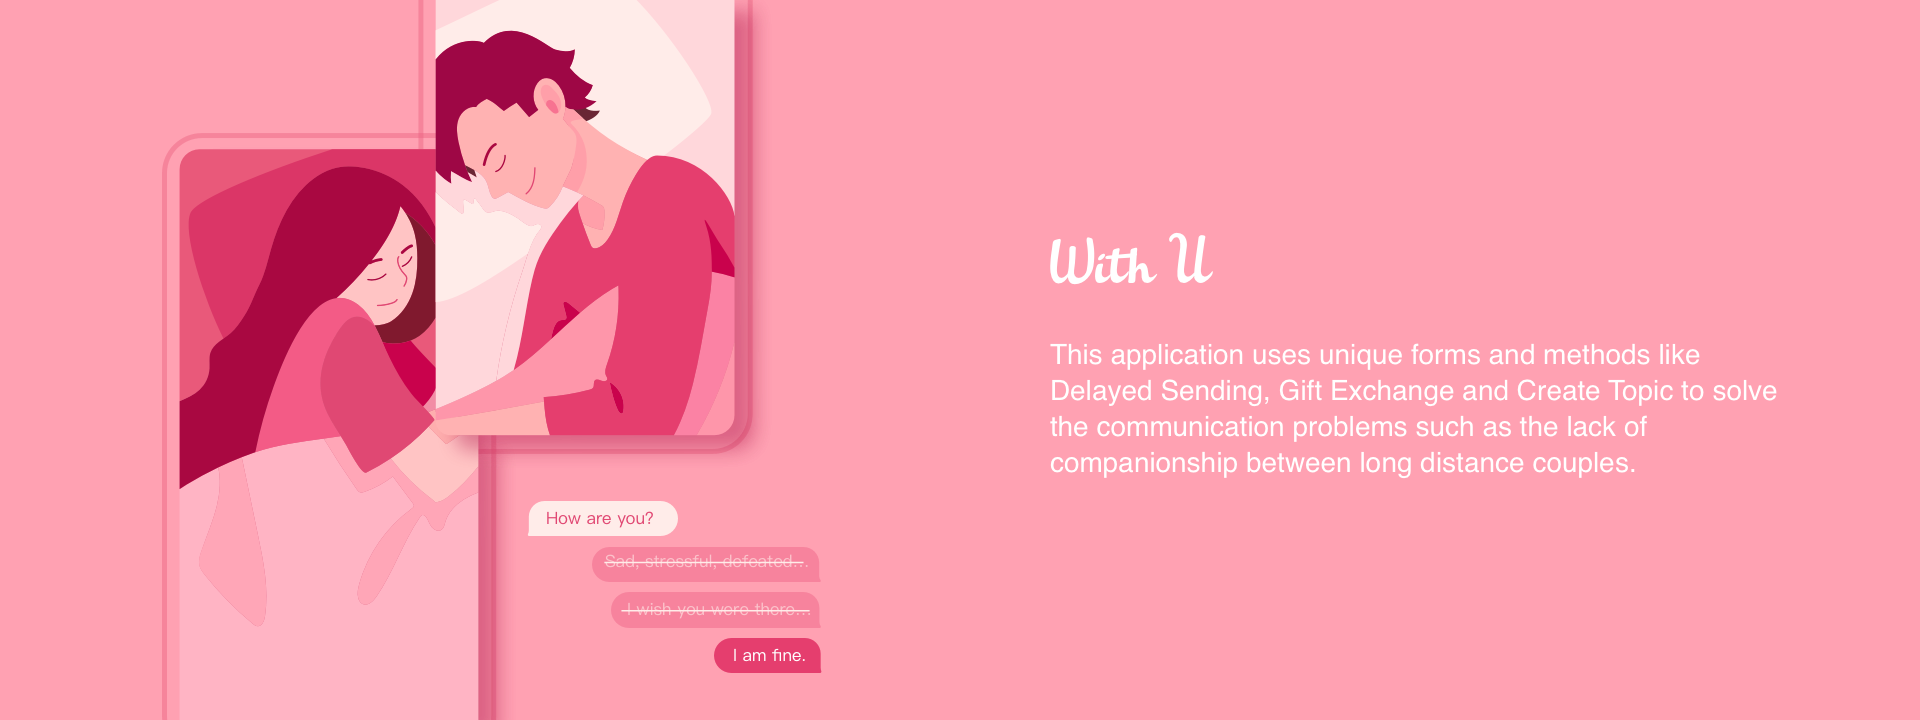 With U
This application uses unique forms and methods like
Delayed Sending, Gift Exchange and Create Topic to solve
the communication problems such as the lack of
companionship between long distance couples.
How are you?
Sad, stressful, defeated...
I wish you were there...
I am fine.